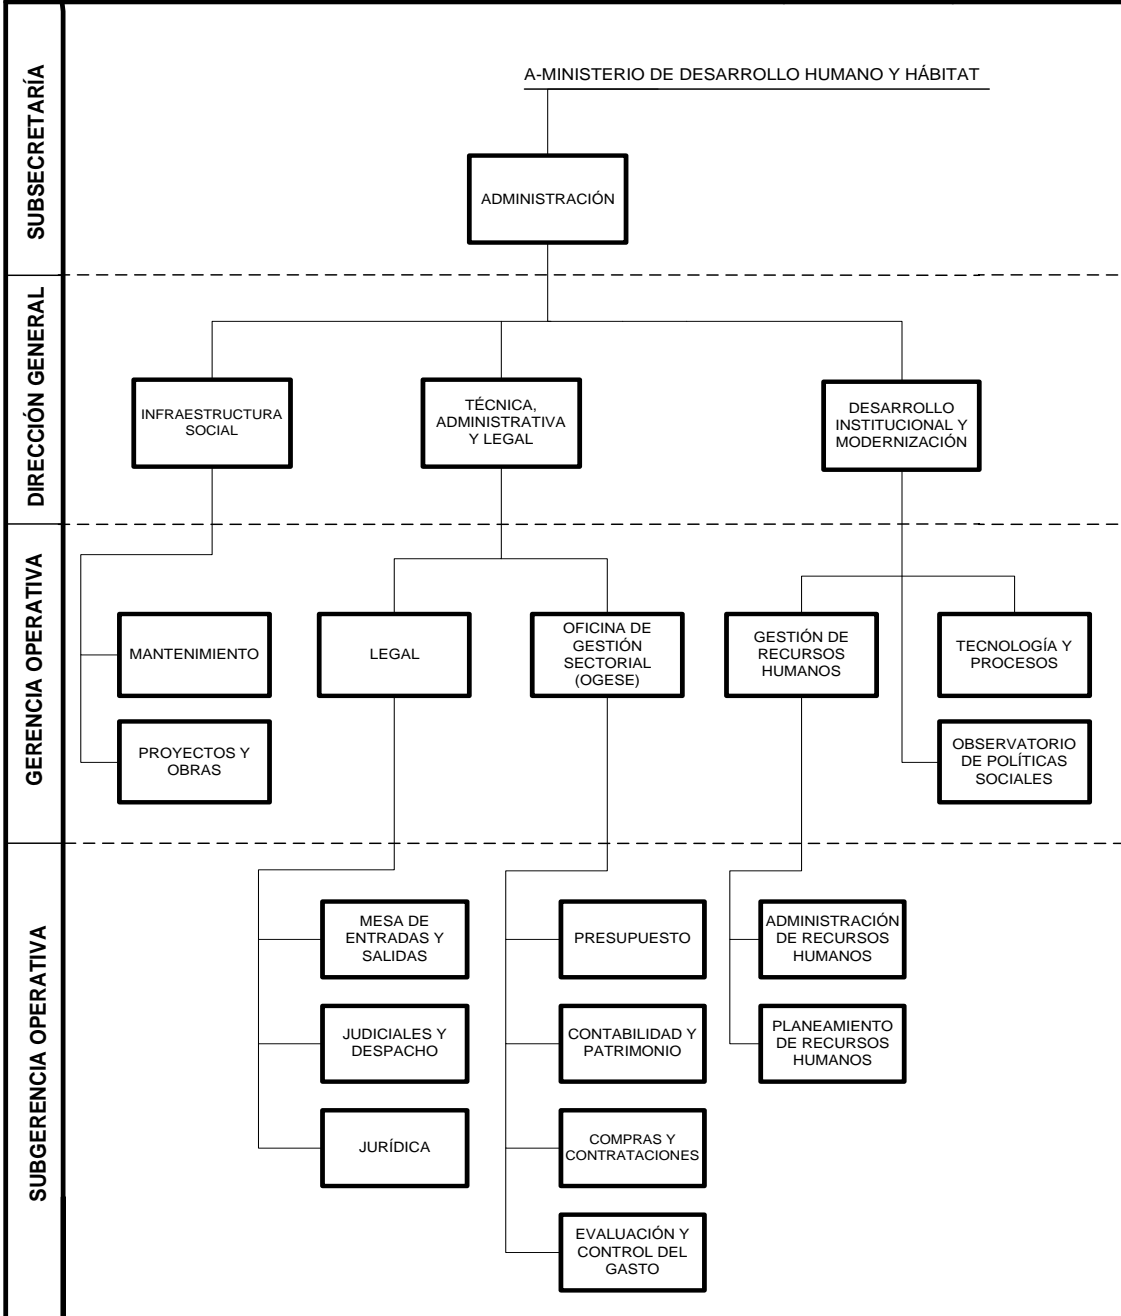 SUBSECRETARÍA
A-MINISTERIO DE DESARROLLO HUMANO Y HÁBITAT
ADMINISTRACIÓN
DIRECCIÓN GENERAL
INFRAESTRUCTURA
SOCIAL
TÉCNICA,
ADMINISTRATIVA
Y LEGAL
DESARROLLO
INSTITUCIONAL Y
MODERNIZACIÓN
GERENCIA OPERATIVA
MANTENIMIENTO
PROYECTOS Y
OBRAS
LEGAL
OFICINA DE
GESTIÓN
SECTORIAL
(OGESE)
GESTIÓN DE
RECURSOS
HUMANOS
TECNOLOGÍA Y
PROCESOS
OBSERVATORIO
DE POLÍTICAS
SOCIALES
SUBGERENCIA OPERATIVA
MESA DE
ENTRADAS Y
SALIDAS
JUDICIALES Y
DESPACHO
JURÍDICA
PRESUPUESTO
CONTABILIDAD Y
PATRIMONIO
COMPRAS Y
CONTRATACIONES
EVALUACIÓN Y
CONTROL DEL
GASTO
ADMINISTRACIÓN
DE RECURSOS
HUMANOS
PLANEAMIENTO
DE RECURSOS
HUMANOS